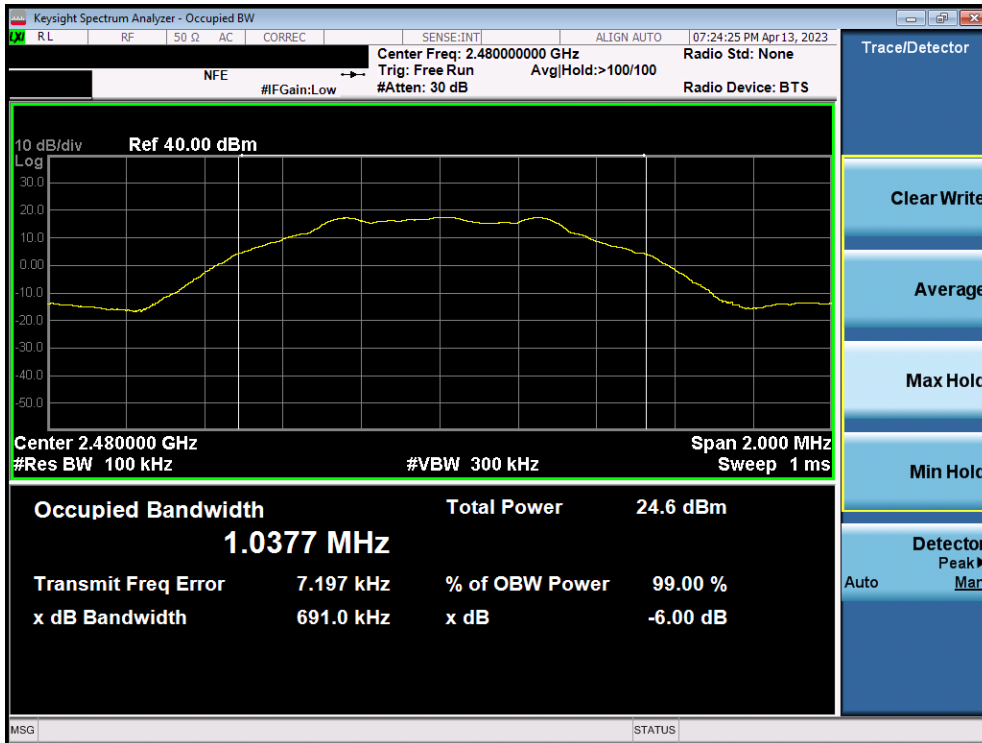 Keysight Spectrum Analyzer - Occupied BW
LXI RL RF 50 Ω AC CORREC SENSE:INT ALIGN AUTO 07:24:25 PM Apr 13, 2023
Center Freq: 2.480000000 GHz Radio Std: None
NFE Trig: Free Run Avg|Hold:>100/100
#IFGain:Low #Atten: 30 dB Radio Device: BTS
Trace/Detector
10 dB/div Ref 40.00 dBm
Log
30.0
20.0
10.0
0.00
-10.0
-20.0
-30.0
-40.0
-50.0
Center 2.480000 GHz Span 2.000 MHz
#Res BW 100 kHz #VBW 300 kHz Sweep 1 ms
Occupied Bandwidth Total Power 24.6 dBm
1.0377 MHz
Transmit Freq Error 7.197 kHz % of OBW Power 99.00 %
x dB Bandwidth 691.0 kHz x dB -6.00 dB
Clear Write
Average
Max Hold
Min Hold
Detector
Peak
Auto Man
MSG STATUS